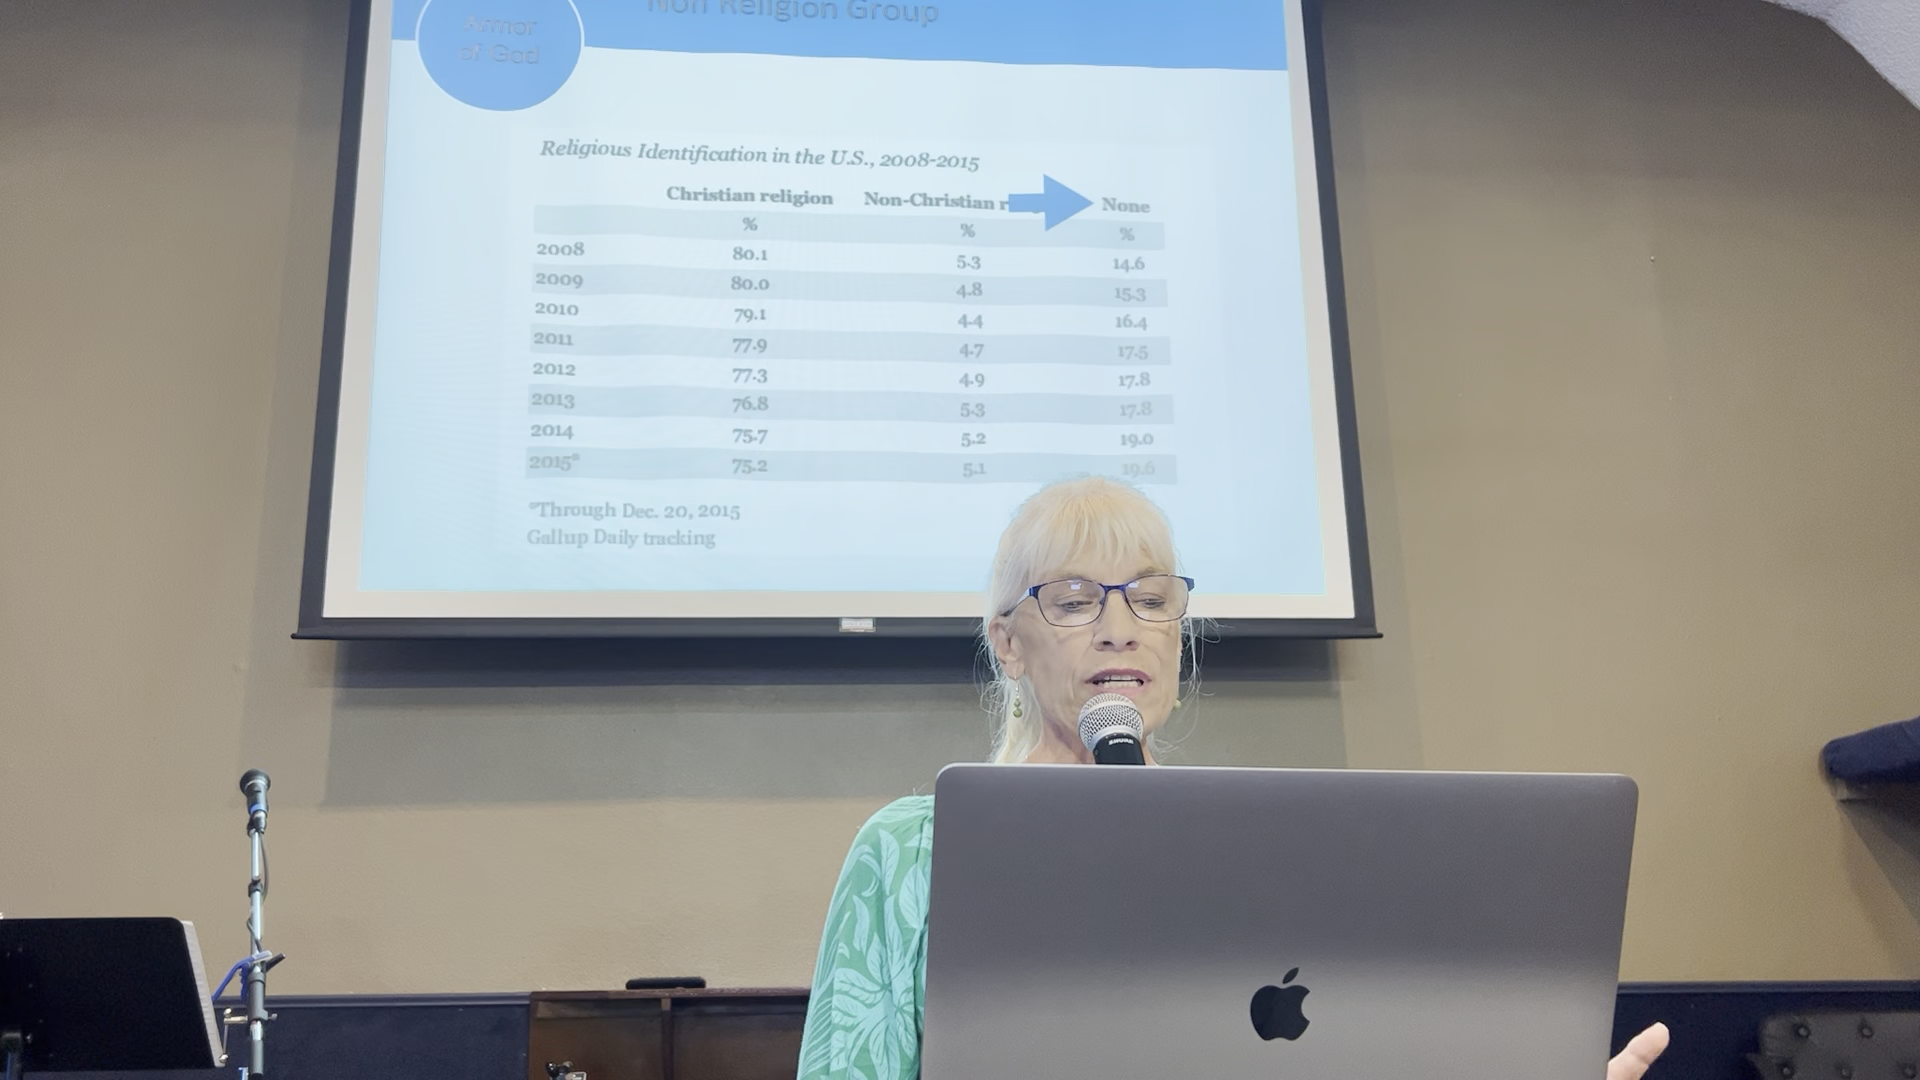 Armor
of God
Non Religion Group
Religious Identification in the U.S., 2008-2015
Christian religion Non-Christian r None
% % %
2008 80.1 5.3 14.6
2009 80.0 4.8 15.3
2010 79.1 4.4 16.4
2011 77.9 4.7 17.5
2012 77.3 4.9 17.8
2013 76.8 5.3 17.8
2014 75.7 5.2 19.0
2015* 75.2 5.1 19.6
*Through Dec. 20, 2015
Gallup Daily tracking
SHURE